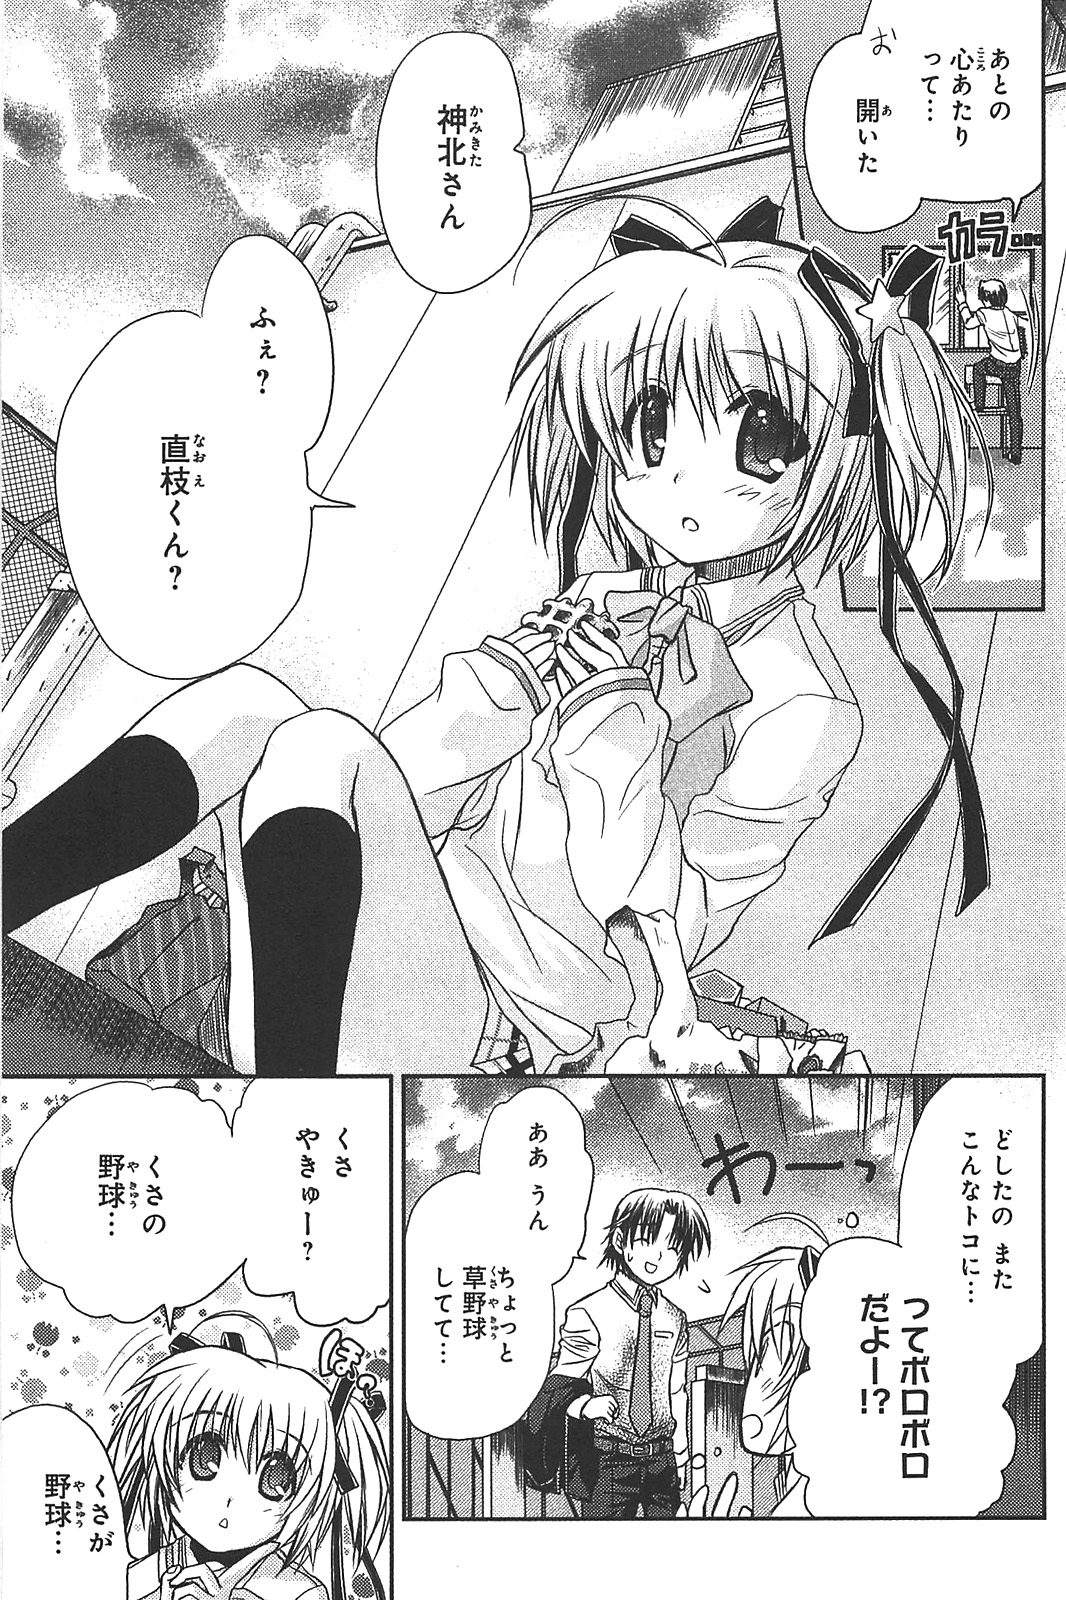 あとの
心あたり
って…
お
開いた
カラ…
神北さん
ふぇ?
直枝くん?
どしたの また
こんなトコに…
ってボロボロ
だよー!?
わーっ
ああ うん
ちょっと
草野球
してて…
くさ
やきゅー?
くさの
野球…
ほぇ?
くさが
野球…